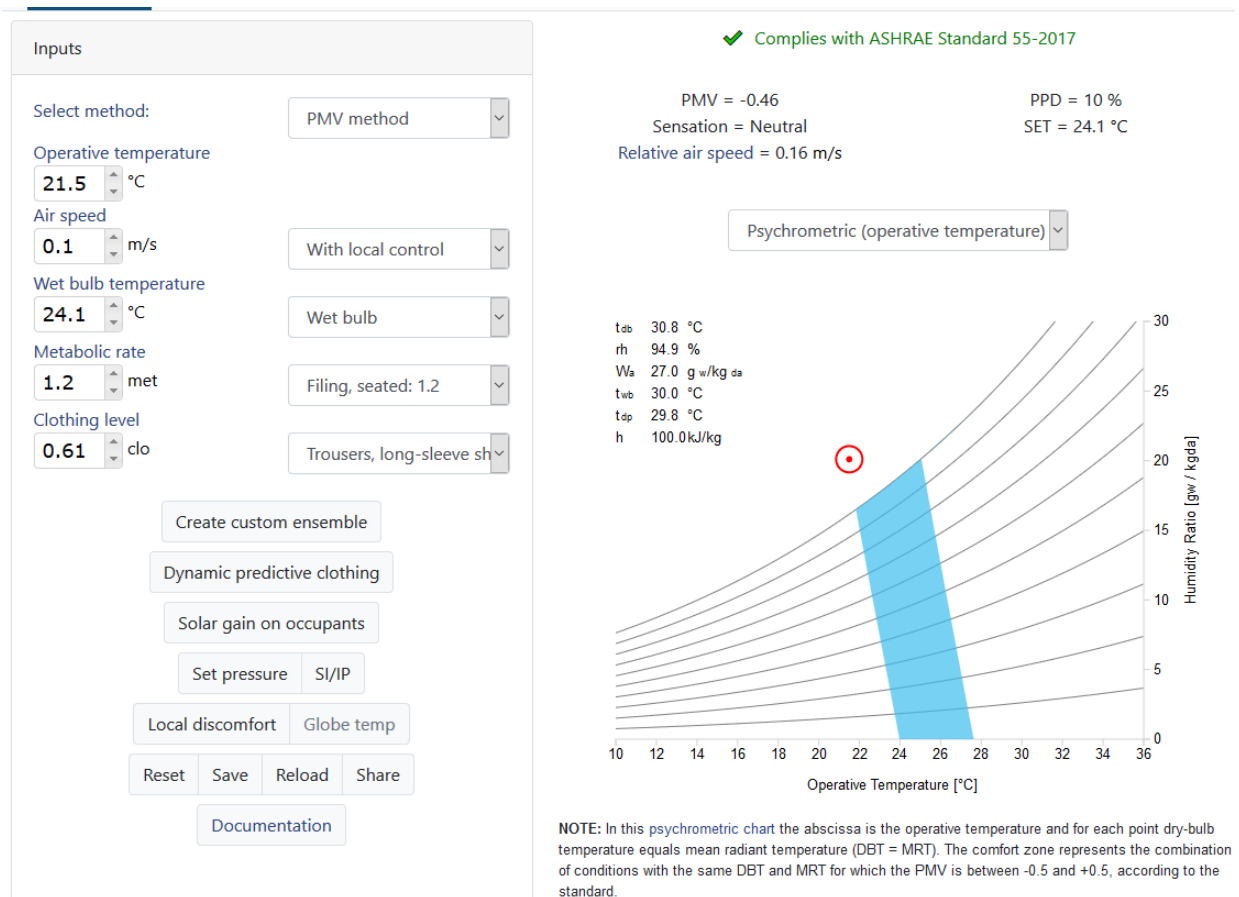 Inputs
Select method:
PMV method
Operative temperature
21.5 °C
Air speed
0.1 m/s
With local control
Wet bulb temperature
24.1 °C
Wet bulb
Metabolic rate
1.2 met
Filing, seated: 1.2
Clothing level
0.61 clo
Trousers, long-sleeve sh
Create custom ensemble
Dynamic predictive clothing
Solar gain on occupants
Set pressure SI/IP
Local discomfort Globe temp
Reset Save Reload Share
Documentation
✔ Complies with ASHRAE Standard 55-2017
PMV = -0.46 PPD = 10 %
Sensation = Neutral SET = 24.1 °C
Relative air speed = 0.16 m/s
Psychrometric (operative temperature)
tdb 30.8 °C
rh 94.9 %
Wa 27.0 g w/kg da
twb 30.0 °C
tdp 29.8 °C
h 100.0kJ/kg
30
25
20
15
10
5
0
Humidity Ratio [gw / kgda]
10 12 14 16 18 20 22 24 26 28 30 32 34 36
Operative Temperature [°C]
NOTE: In this psychrometric chart the abscissa is the operative temperature and for each point dry-bulb
temperature equals mean radiant temperature (DBT = MRT). The comfort zone represents the combination
of conditions with the same DBT and MRT for which the PMV is between -0.5 and +0.5, according to the
standard.